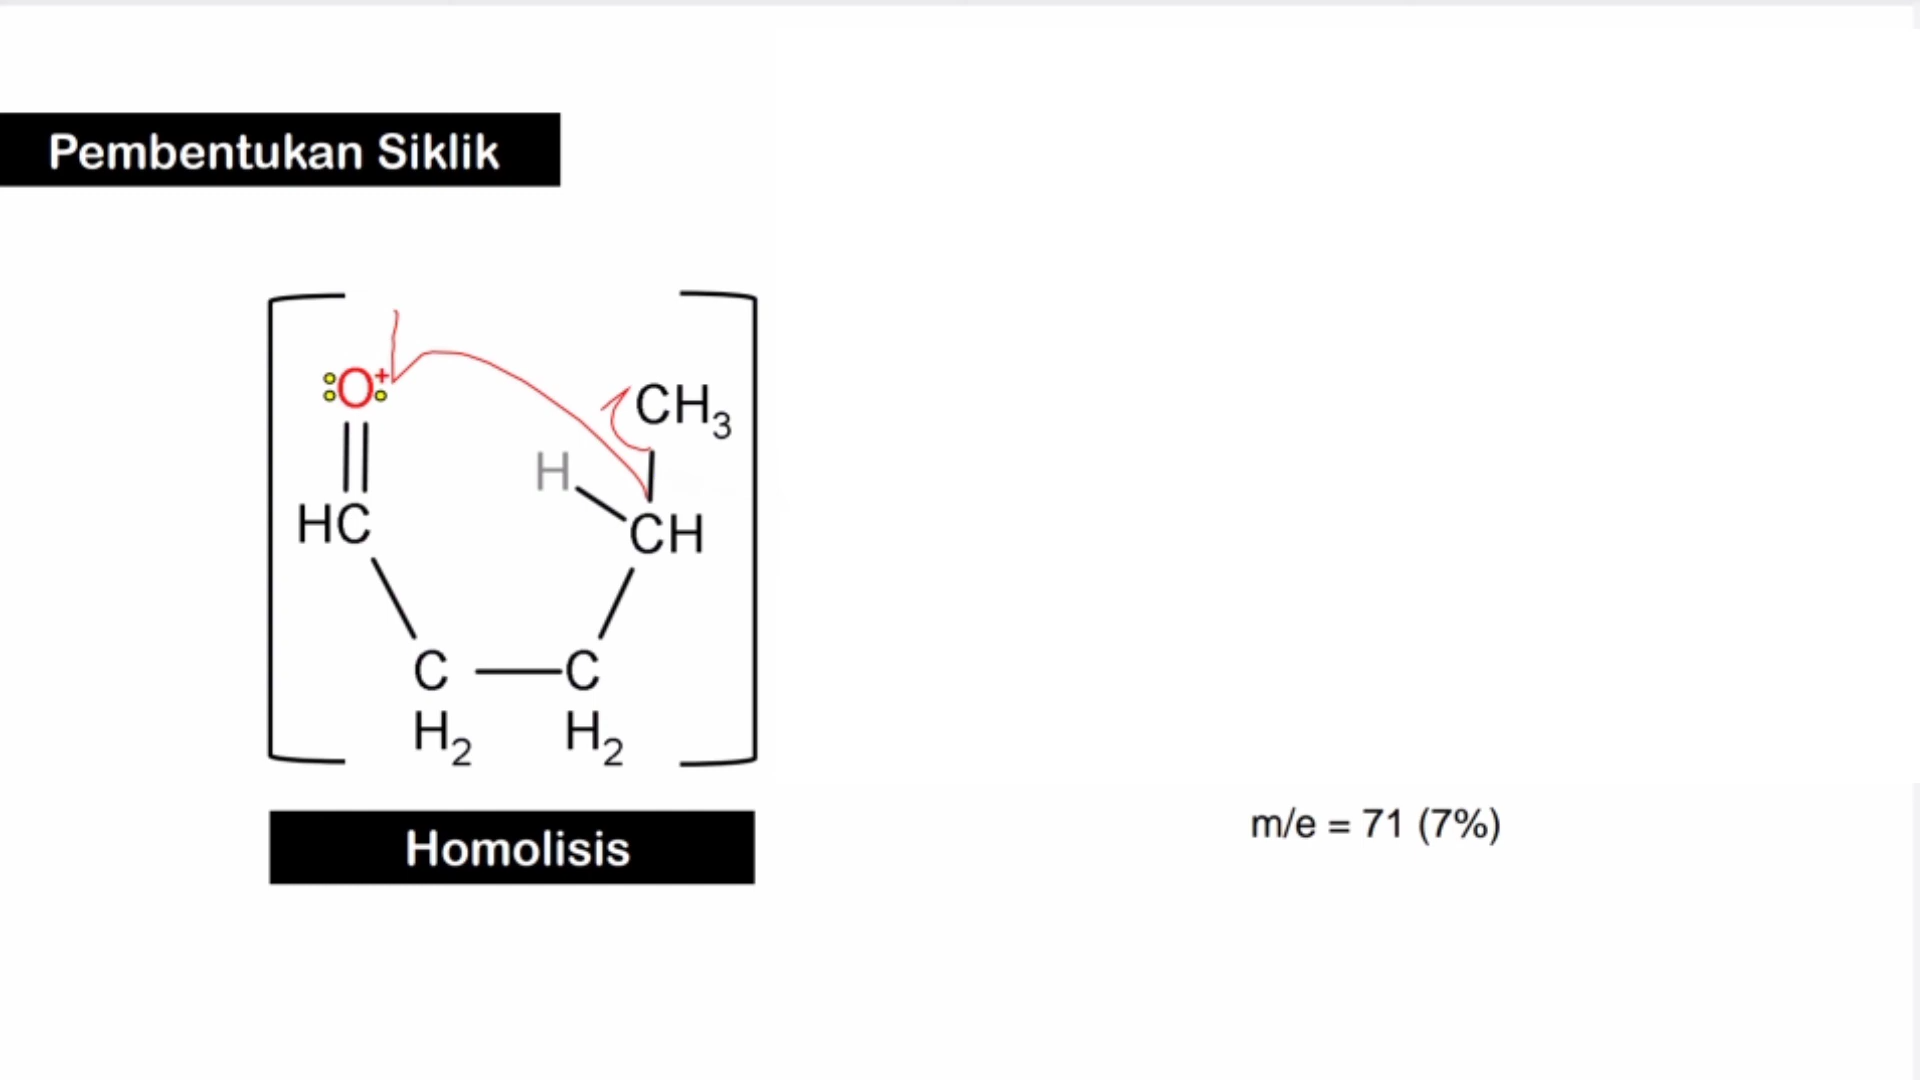 Pembentukan Siklik
:O+:
CH3
H
HC
CH
C C
H2 H2
Homolisis
m/e = 71 (7%)